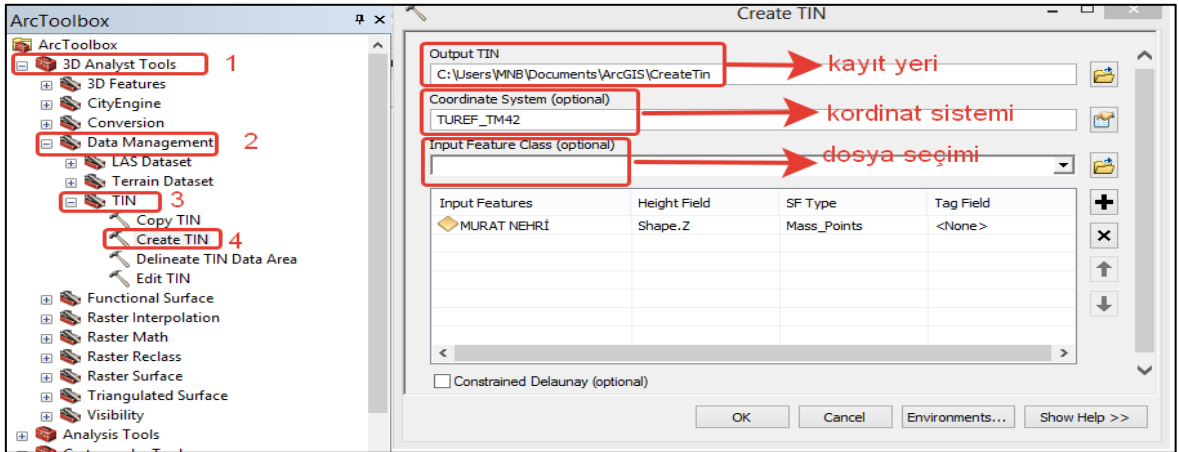 ArcToolbox
ArcToolbox
3D Analyst Tools 1
3D Features
CityEngine
Conversion
Data Management 2
LAS Dataset
Terrain Dataset
TIN 3
Copy TIN
Create TIN 4
Delineate TIN Data Area
Edit TIN
Functional Surface
Raster Interpolation
Raster Math
Raster Reclass
Raster Surface
Triangulated Surface
Visibility
Analysis Tools
Create TIN
Output TIN
C:\Users\MNB\Documents\ArcGIS\CreateTin
kayıt yeri
Coordinate System (optional)
TUREF_TM42
kordinat sistemi
Input Feature Class (optional)
dosya seçimi
Input Features Height Field SF Type Tag Field
MURAT NEHRİ Shape.Z Mass_Points <None>
Constrained Delaunay (optional)
OK Cancel Environments... Show Help >>